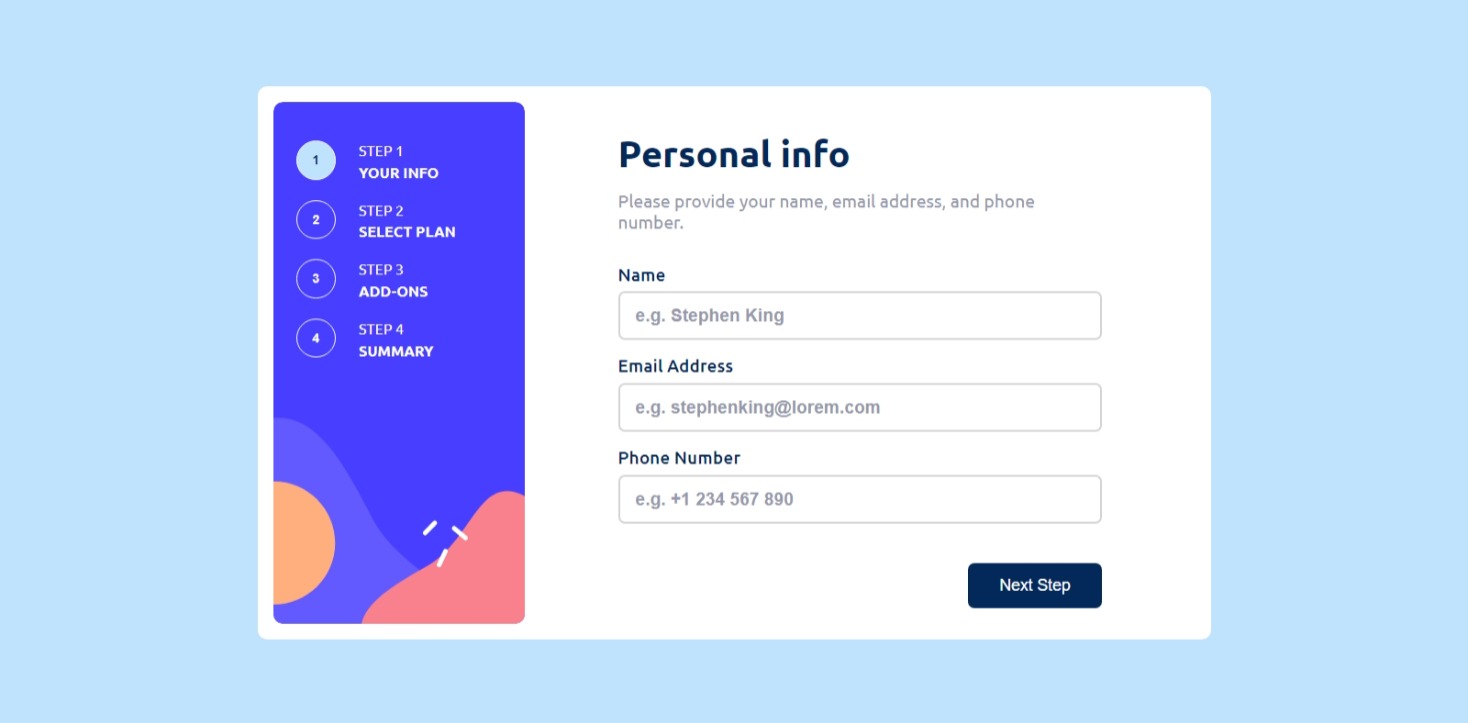 1
STEP 1
YOUR INFO
2
STEP 2
SELECT PLAN
3
STEP 3
ADD-ONS
4
STEP 4
SUMMARY
Personal info
Please provide your name, email address, and phone
number.
Name
e.g. Stephen King
Email Address
e.g. stephenking@lorem.com
Phone Number
e.g. +1 234 567 890
Next Step